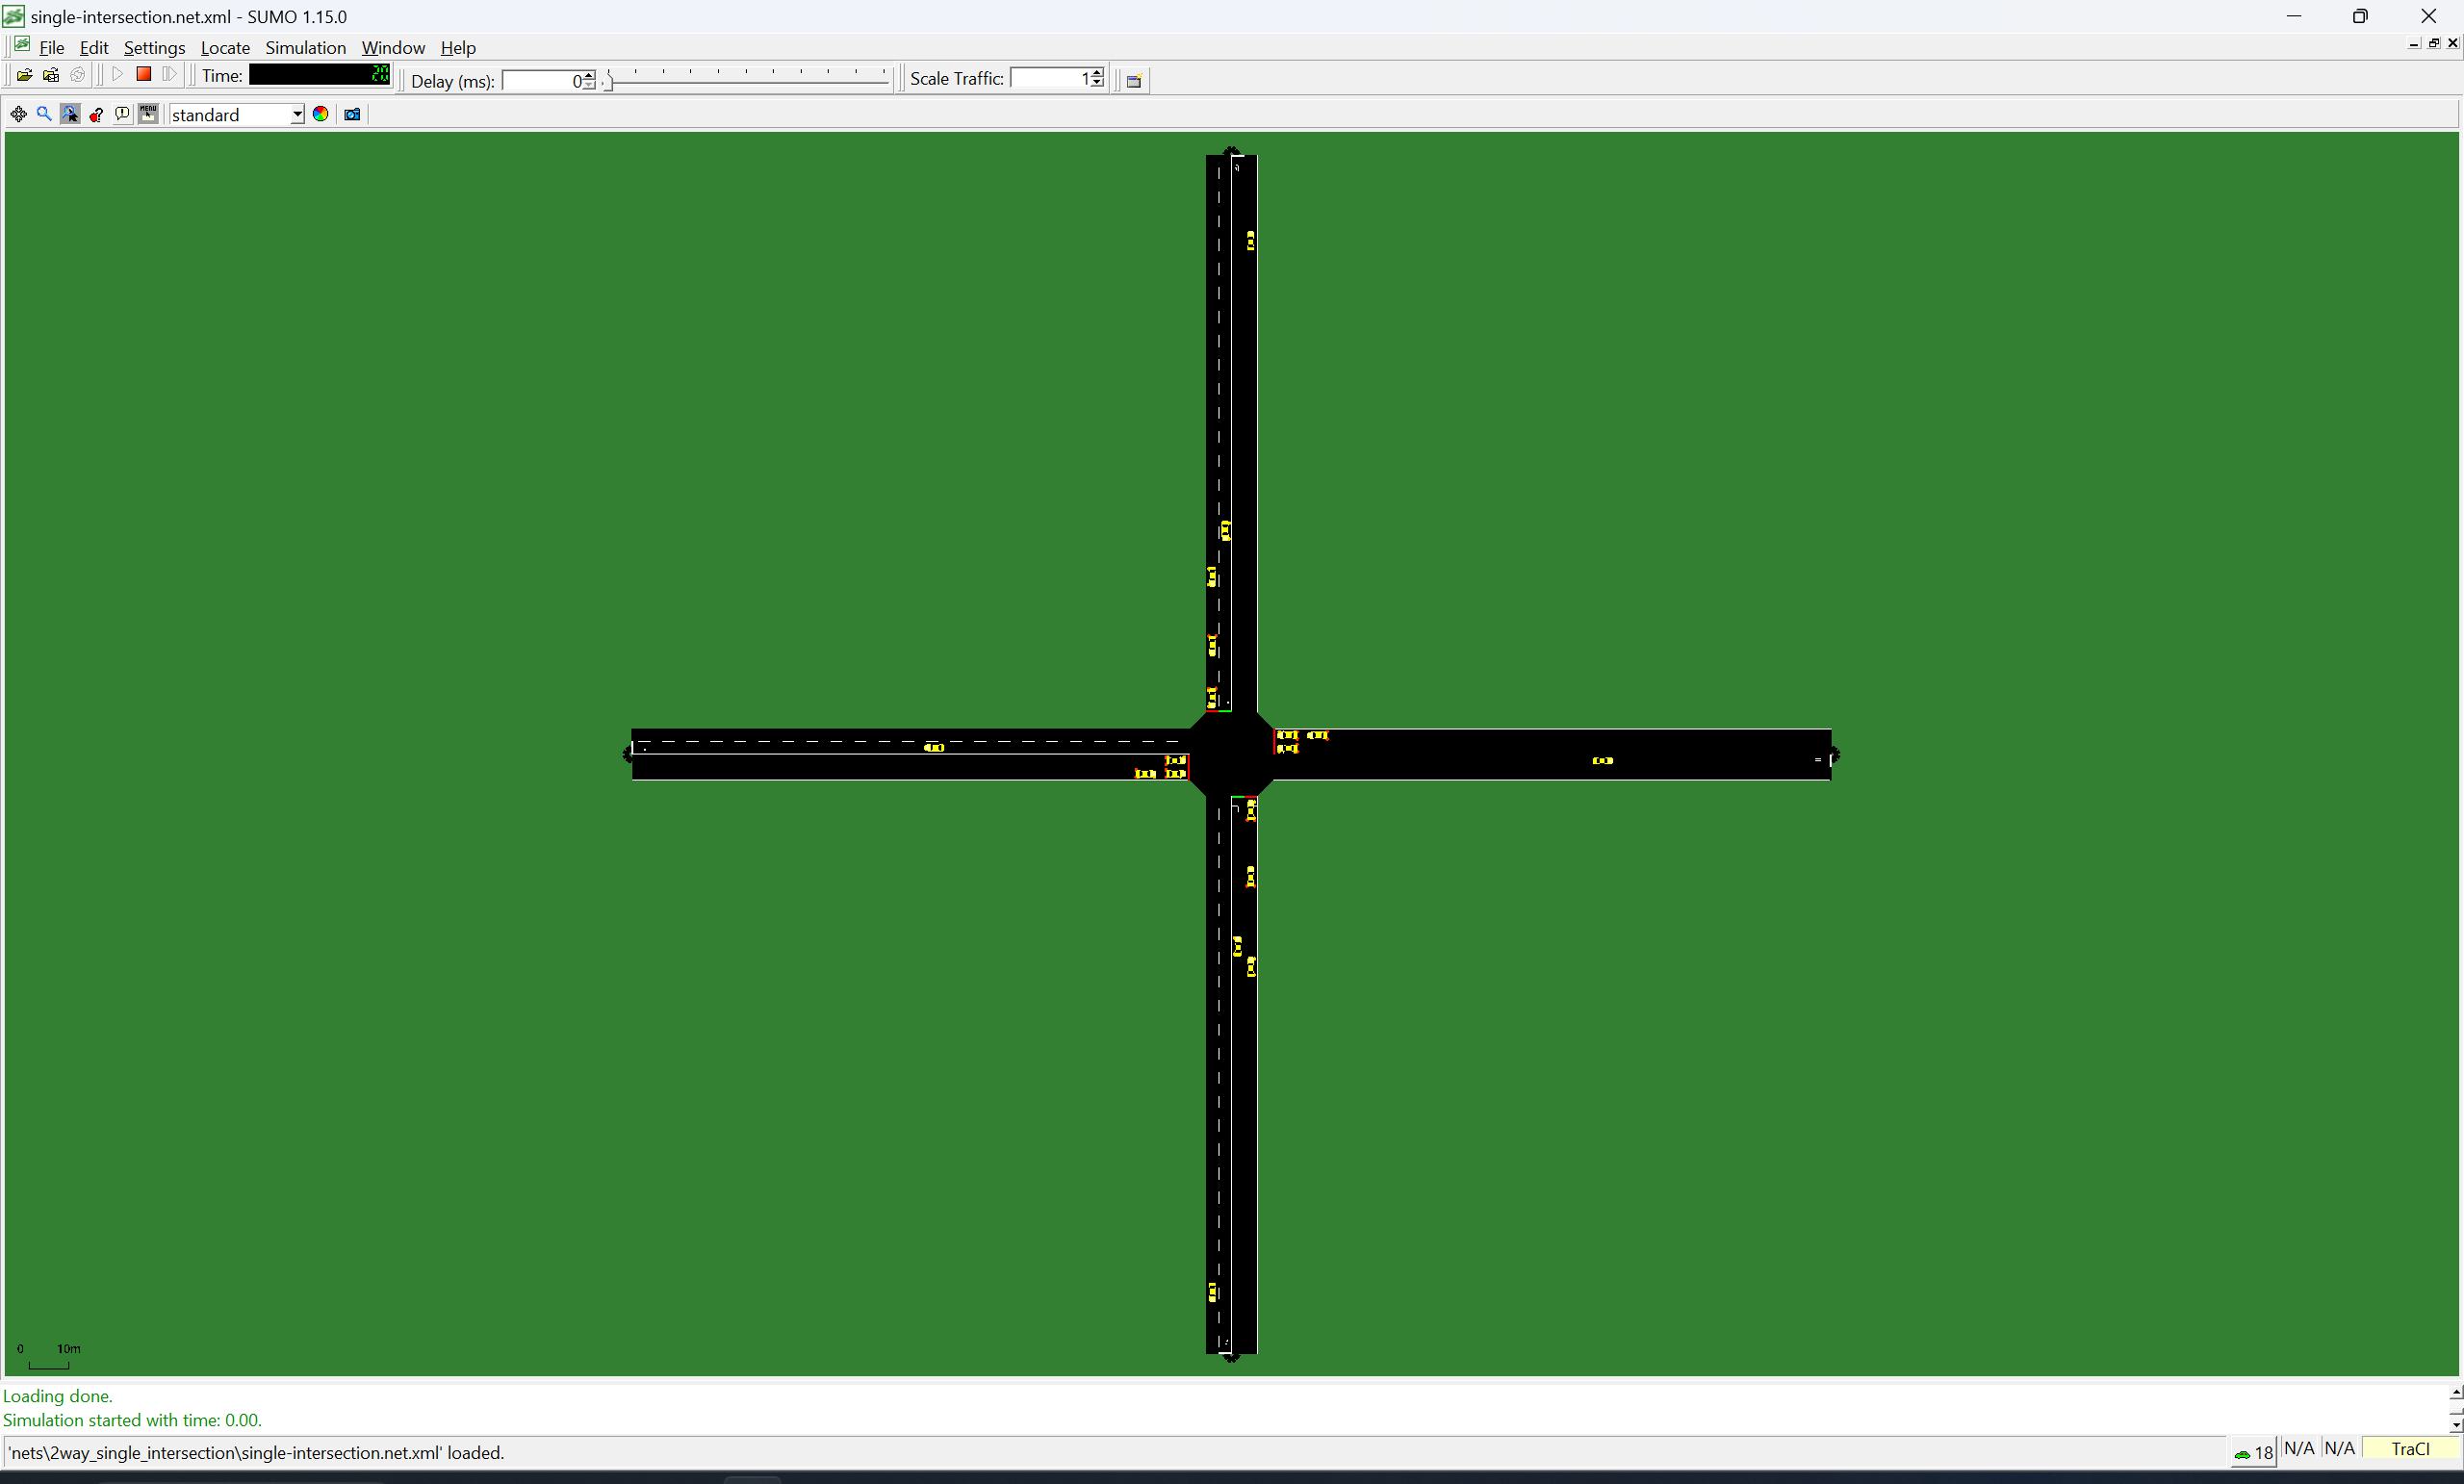 single-intersection.net.xml - SUMO 1.15.0
File Edit Settings Locate Simulation Window Help
Time: 20 Delay (ms): 0 Scale Traffic: 1
MENU standard
0 10m
Loading done.
Simulation started with time: 0.00.
'nets\2way_single_intersection\single-intersection.net.xml' loaded. 18 N/A N/A TraCI